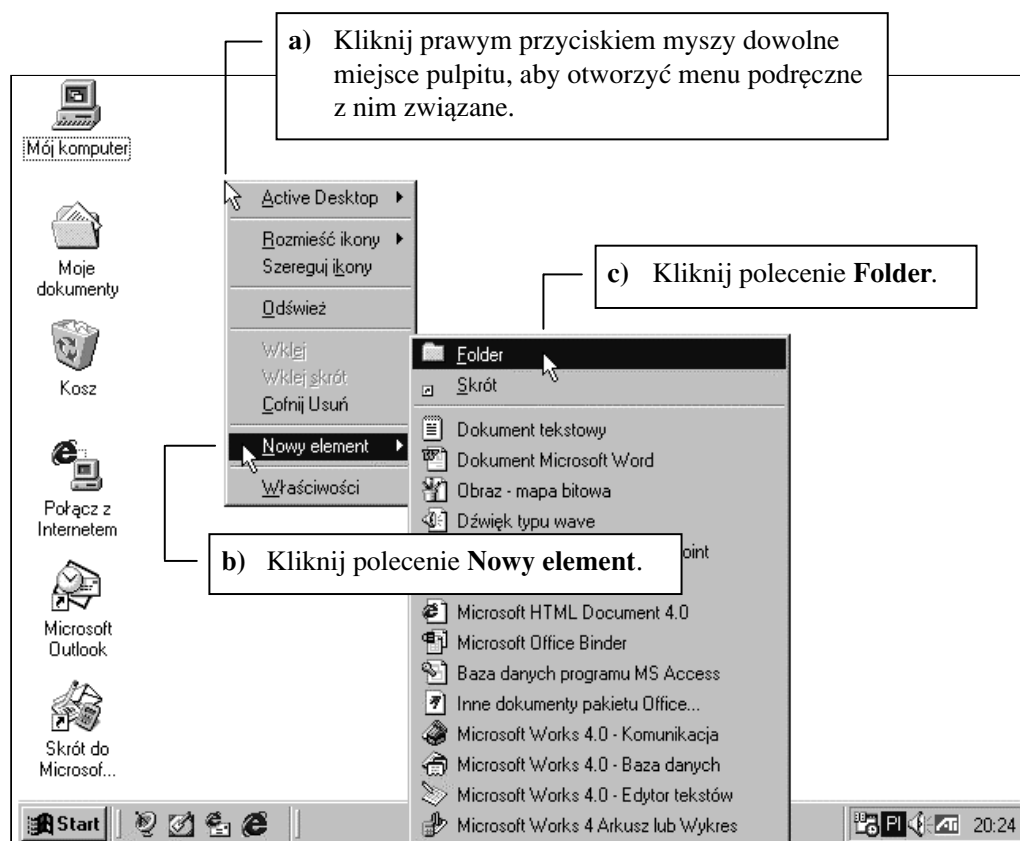 a) Kliknij prawym przyciskiem myszy dowolne
miejsce pulpitu, aby otworzyć menu podręczne
z nim związane.
Mój komputer
Moje
dokumenty
Kosz
Połącz z
Internetem
Microsoft
Outlook
Skrót do
Microsof...
Active Desktop
Rozmieść ikony
Szereguj ikony
Odśwież
Wklej
Wklej skrót
Cofnij Usuń
Nowy element
Właściwości
c) Kliknij polecenie Folder.
Folder
Skrót
Dokument tekstowy
Dokument Microsoft Word
Obraz - mapa bitowa
Dźwięk typu wave
oint
b) Kliknij polecenie Nowy element.
Microsoft HTML Document 4.0
Microsoft Office Binder
Baza danych programu MS Access
Inne dokumenty pakietu Office...
Microsoft Works 4.0 - Komunikacja
Microsoft Works 4.0 - Baza danych
Microsoft Works 4.0 - Edytor tekstów
Microsoft Works 4 Arkusz lub Wykres
Start
Pl
20:24